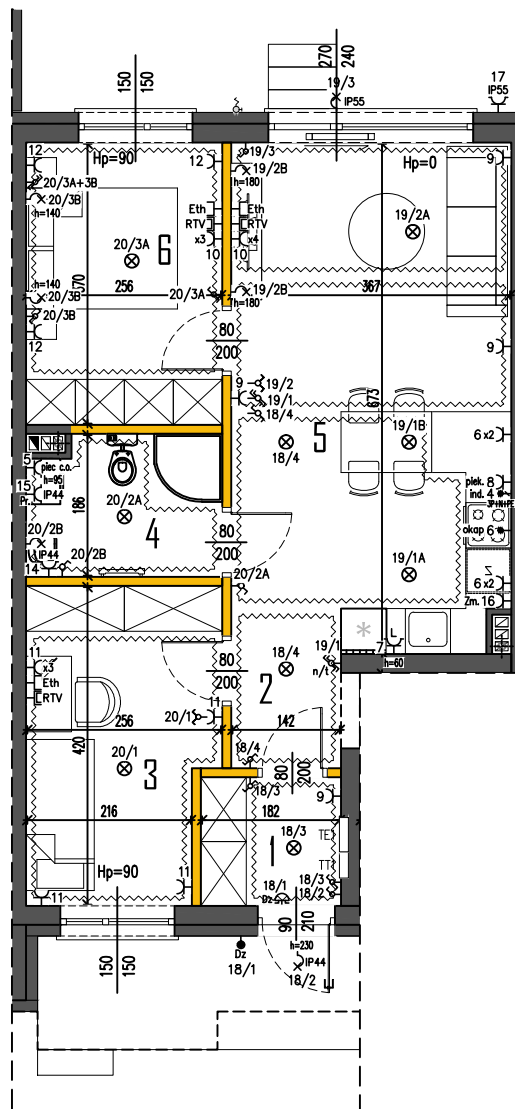 270
240
19/3
IP55
17
IP55
150
150
12
Hp=90
12
19/3
Hp=0
9
20/3A+3B
19/2B
h=180
20/3B
h=140
Eth
Eth
RTV
RTV
x3
x4
10
10
19/2A
20/3A
6
h=140
20/3B
20/3A
19/2B
h=180
256
367
20/3B
12
670
80
200
9
9
19/2
19/1
18/4
673
5
19/1B
18/4
6 x2
5
piec c.o.
h=95
15
IP44
Pr.
186
20/2A
4
piek. 8
ind. 4
3P+N+PE
okap 6
20/2B
IP44
14
20/2B
80
200
20/2A
19/1A
6 x2
Zm. 16
11
x3
Eth
RTV
80
200
18/4
2
19/1
n/t
7
L
h=60
1
256
20/1
11
142
420
20/1
3
18/4
18/3
80
200
9
216
182
18/3
1
TE
TT
Hp=90
11
11
18/1
Dz
18/3
18/2
90
210
Dz
18/1
h=230
IP44
18/2
150
150